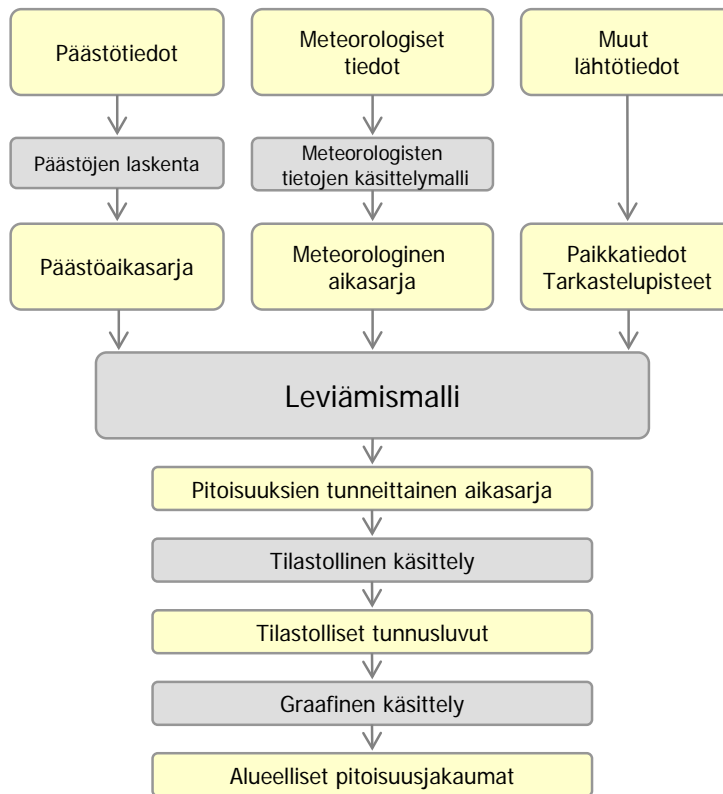 Päästötiedot
Meteorologiset
tiedot
Muut
lähtötiedot
Päästöjen laskenta
Meteorologisten
tietojen käsittelymalli
Päästöaikasarja
Meteorologinen
aikasarja
Paikkatiedot
Tarkastelupisteet
Leviämismalli
Pitoisuuksien tunneittainen aikasarja
Tilastollinen käsittely
Tilastolliset tunnusluvut
Graafinen käsittely
Alueelliset pitoisuusjakaumat